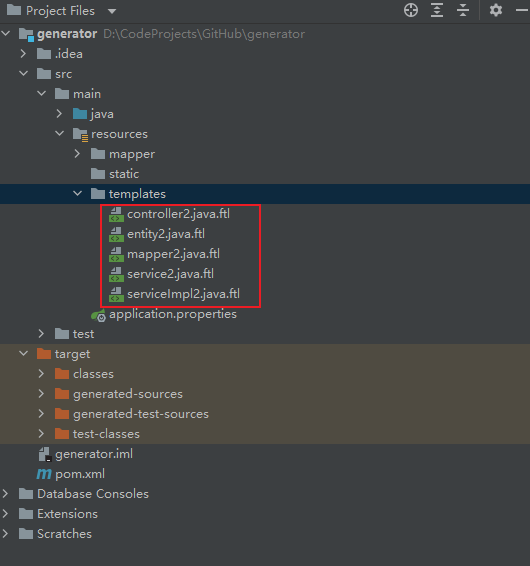 Project Files
generator D:\CodeProjects\GitHub\generator
.idea
src
main
java
resources
mapper
static
templates
controller2.java.ftl
entity2.java.ftl
mapper2.java.ftl
service2.java.ftl
serviceImpl2.java.ftl
application.properties
test
target
classes
generated-sources
generated-test-sources
test-classes
generator.iml
pom.xml
Database Consoles
Extensions
Scratches